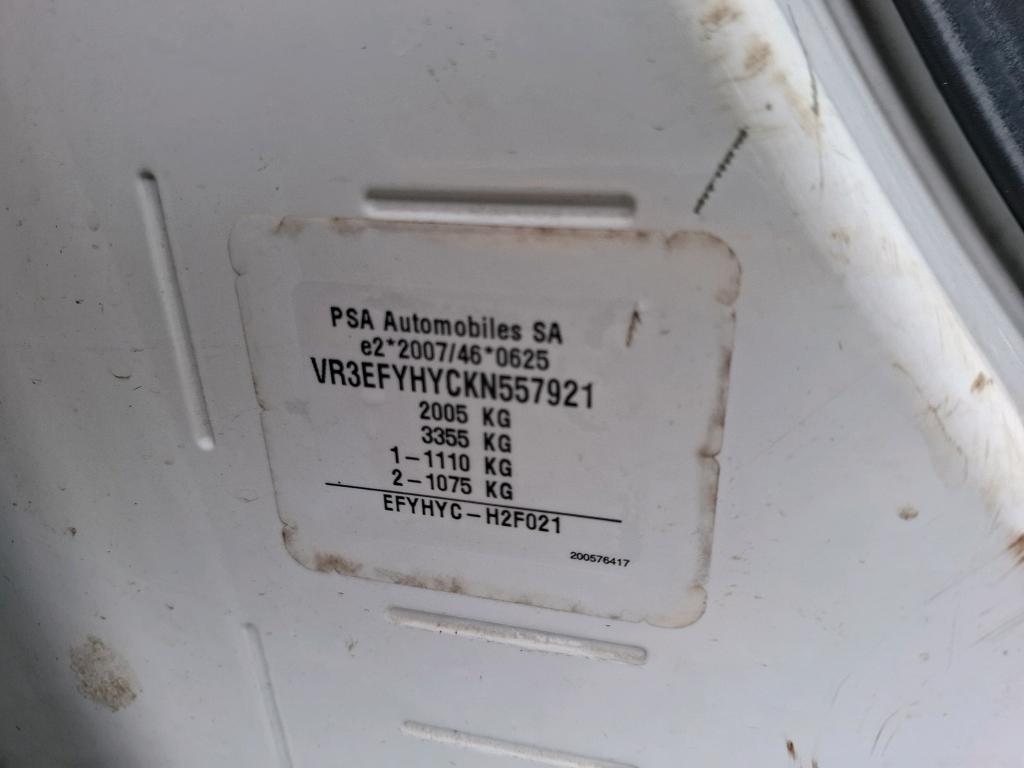 PSA Automobiles SA
e2*2007/46*0625
VR3EFYHYCKN557921
2005 KG
3355 KG
1-1110 KG
2-1075 KG
EFYHYC-H2F021
200576417